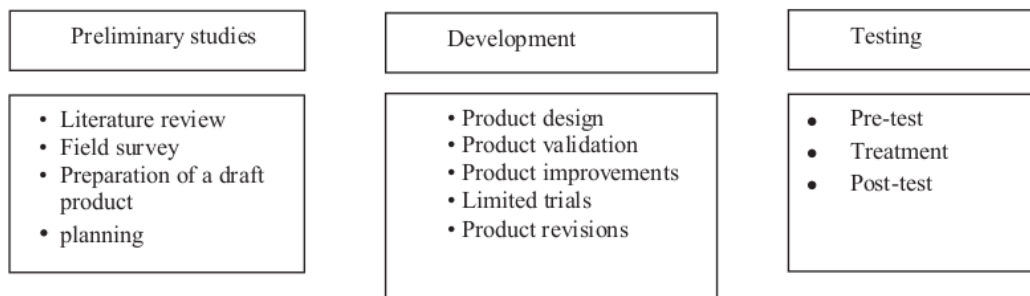 Preliminary studies
• Literature review
• Field survey
• Preparation of a draft
product
• planning
Development
• Product design
• Product validation
• Product improvements
• Limited trials
• Product revisions
Testing
● Pre-test
● Treatment
● Post-test